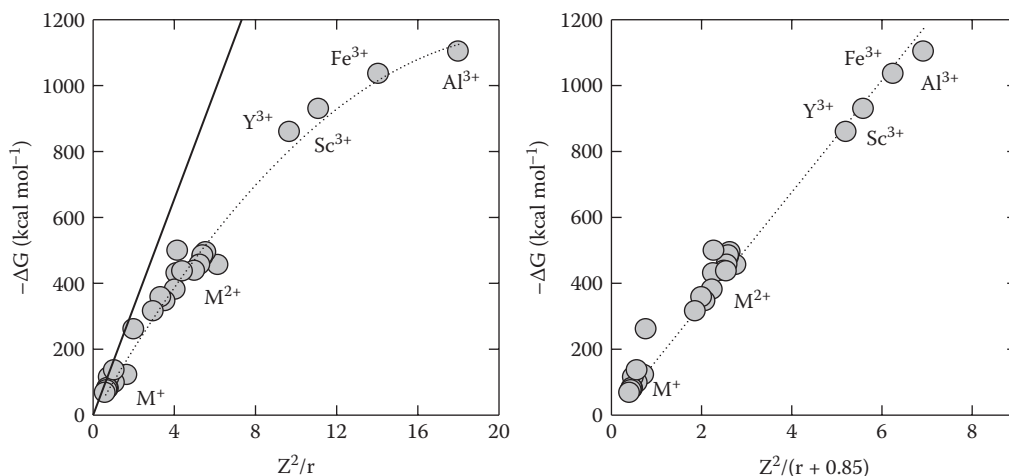 1200
1000
800
600
400
200
0
−ΔG (kcal mol⁻¹)
Fe³⁺
Al³⁺
Y³⁺
Sc³⁺
M²⁺
M⁺
0 4 8 12 16 20
Z²/r
1200
1000
800
600
400
200
0
−ΔG (kcal mol⁻¹)
Fe³⁺
Al³⁺
Y³⁺
Sc³⁺
M²⁺
M⁺
0 2 4 6 8
Z²/(r + 0.85)